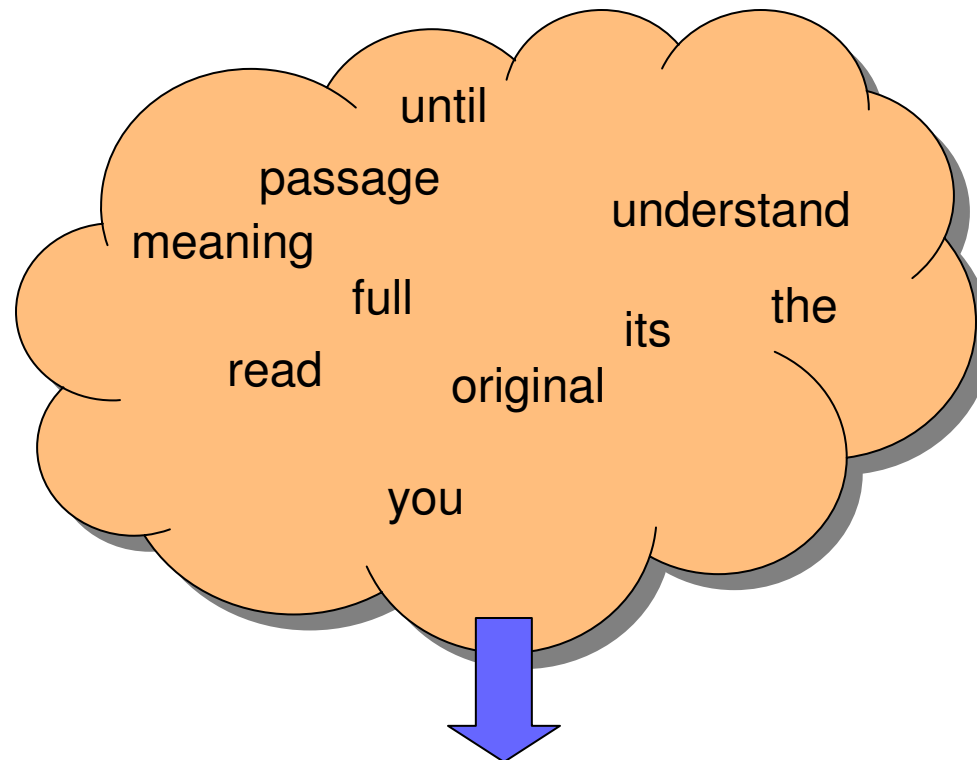 until
passage
understand
meaning
full
the
its
read
original
you